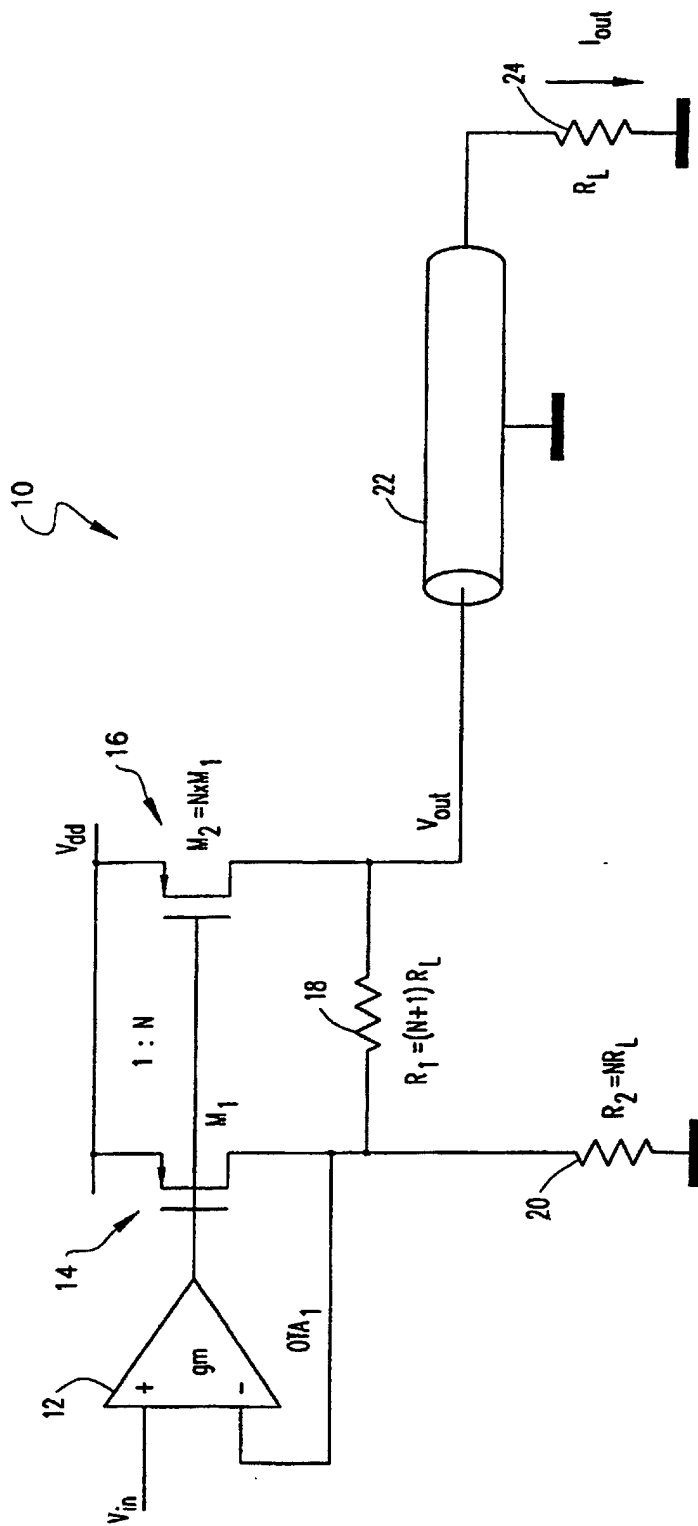 10
V_dd
16
14
1 : N
M_2 =NxM_1
M_1
12
+
gm
-
V_in
OTA_1
18
R_1 =(N+1) R_L
V_out
22
24
R_L
I_out
20
R_2 =NR_L